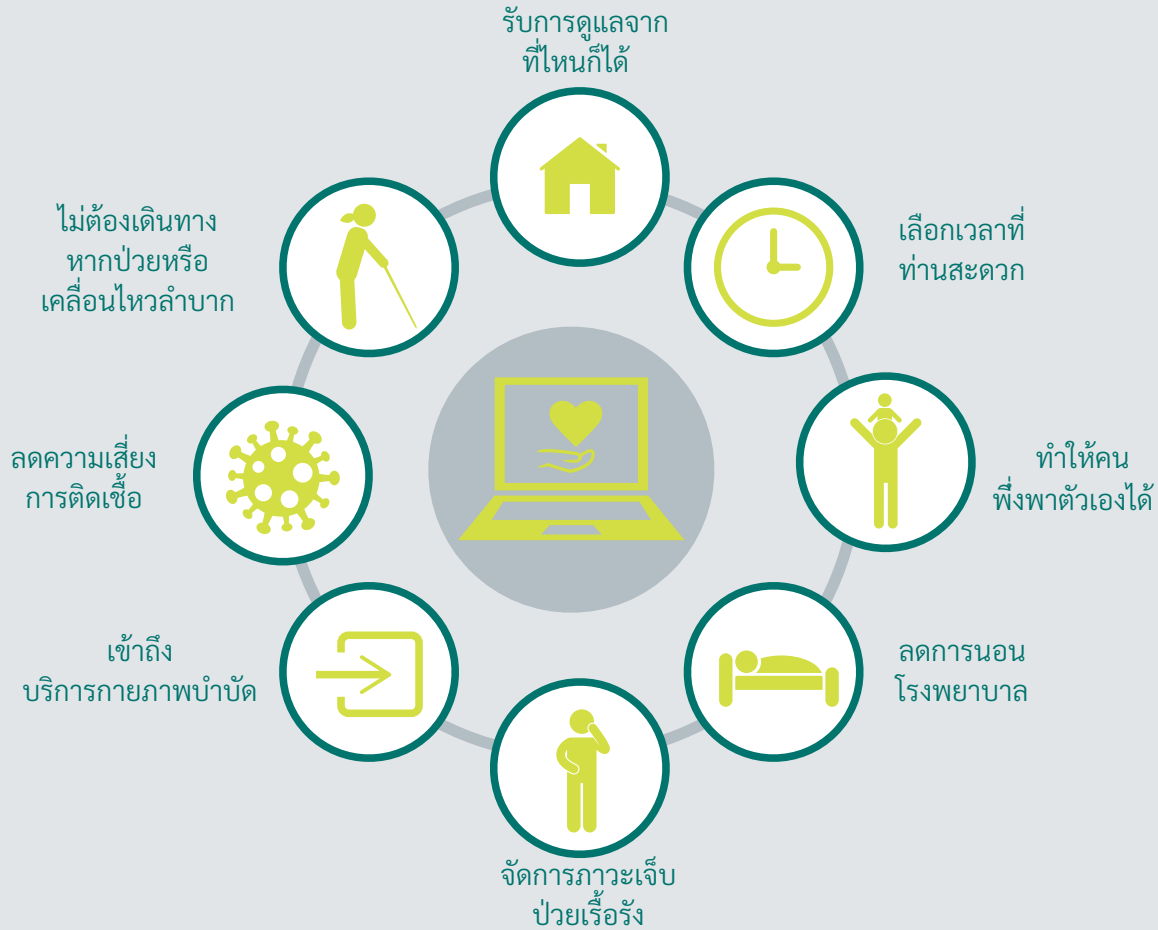 รับการดูแลจาก
ที่ไหนก็ได้
เลือกเวลาที่
ท่านสะดวก
ทำให้คน
พึ่งพาตัวเองได้
ลดการนอน
โรงพยาบาล
จัดการภาวะเจ็บ
ป่วยเรื้อรัง
เข้าถึง
บริการกายภาพบำบัด
ลดความเสี่ยง
การติดเชื้อ
ไม่ต้องเดินทาง
หากป่วยหรือ
เคลื่อนไหวลำบาก